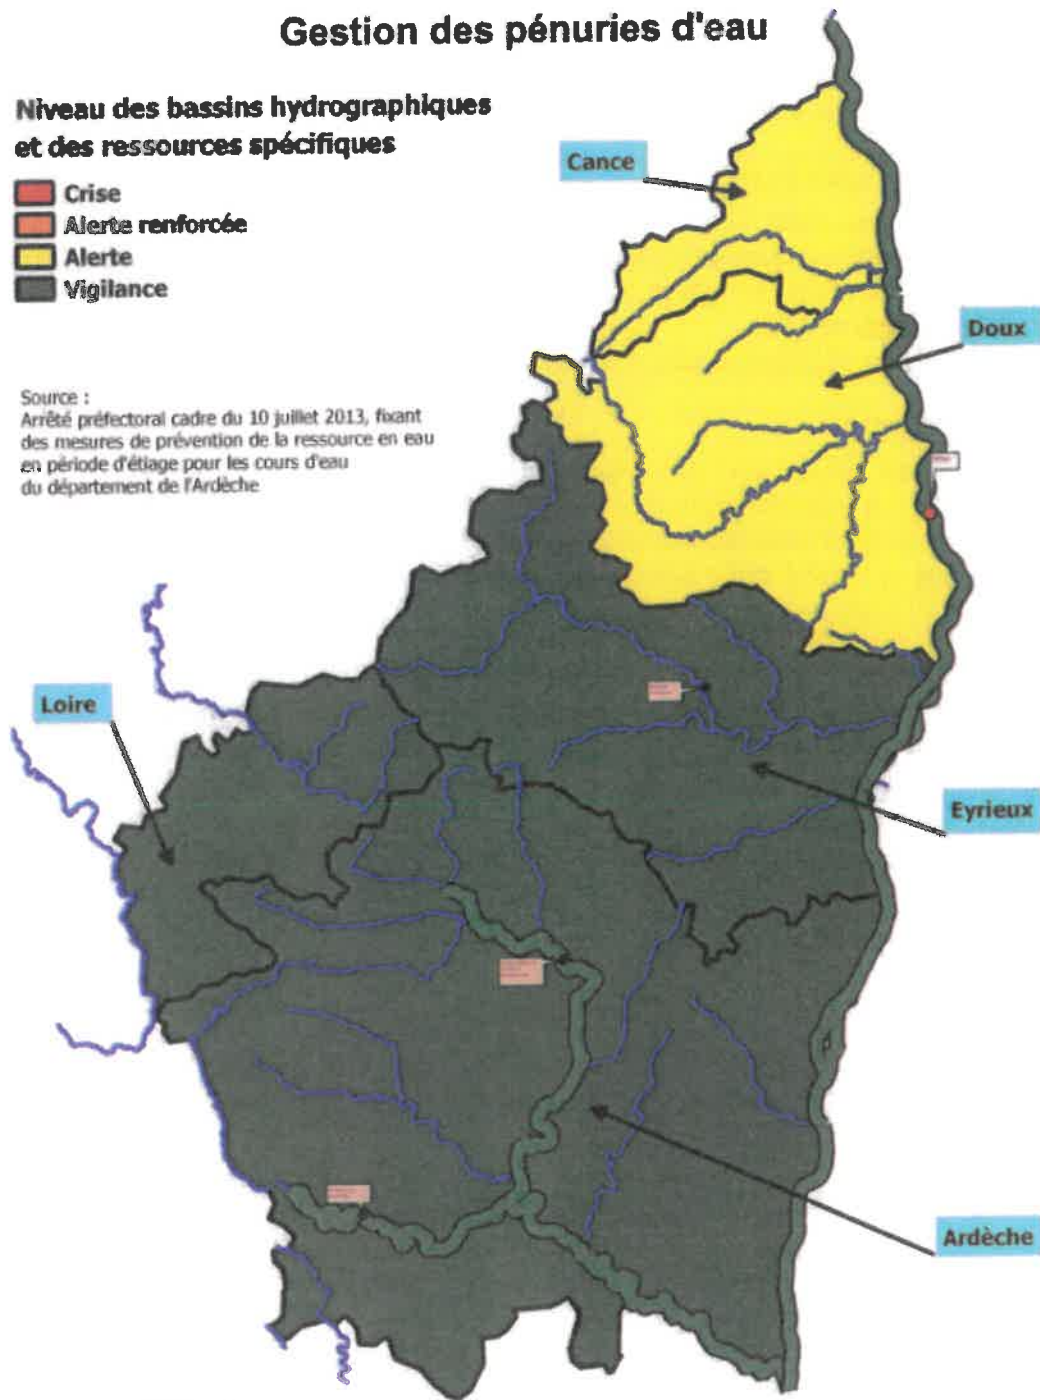 Gestion des pénuries d'eau
Niveau des bassins hydrographiques
et des ressources spécifiques
Crise
Alerte renforcée
Alerte
Vigilance
Source :
Arrêté préfectoral cadre du 10 juillet 2013, fixant
des mesures de prévention de la ressource en eau
en période d'étiage pour les cours d'eau
du département de l'Ardèche
Cance
Doux
Loire
Eyrieux
Ardèche